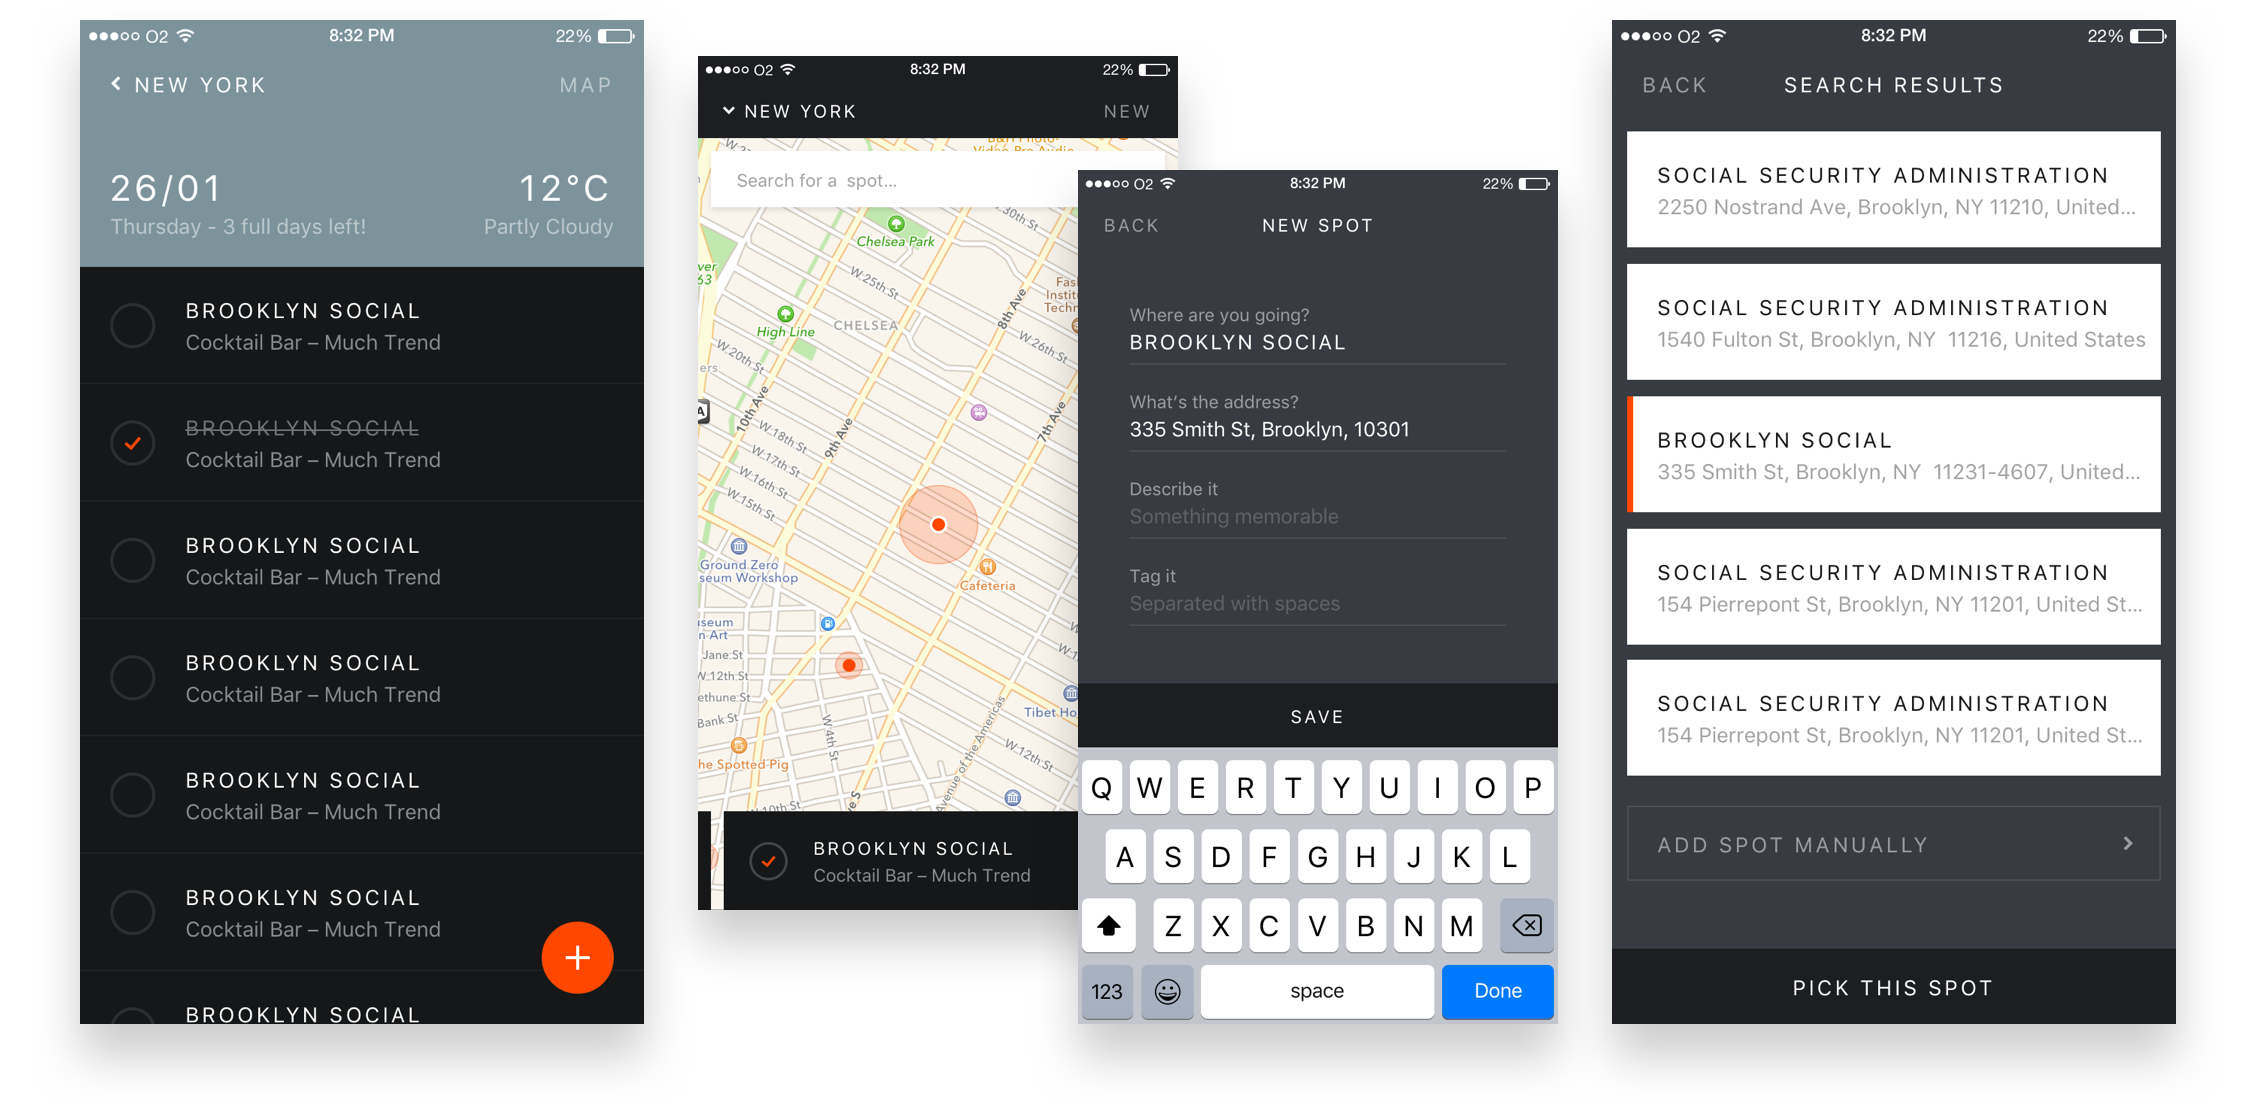 O2 8:32 PM 22%
NEW YORK MAP
26/01 12°C
Thursday - 3 full days left! Partly Cloudy
BROOKLYN SOCIAL
Cocktail Bar – Much Trend
BROOKLYN SOCIAL
Cocktail Bar – Much Trend
BROOKLYN SOCIAL
Cocktail Bar – Much Trend
BROOKLYN SOCIAL
Cocktail Bar – Much Trend
BROOKLYN SOCIAL
Cocktail Bar – Much Trend
BROOKLYN SOCIAL
Cocktail Bar – Much Trend
BROOKLYN SOCIAL
O2 8:32 PM 22%
NEW YORK NEW
Search for a spot...
W.30th St
Chelsea Park
ver
63
W.25th St
8th Ave
High Line
CHELSEA
W.20th St
W.26th St
ers
A
10th Ave
9th Ave
7th Ave
W.18th St
W.17th St
W.16th St
W.15th St
Ground Zero
seum Workshop
Cafeteria
seum
n Art
Jane St
W 12th St
ethune St
Bank St
W.4th St
Avenue of the Americas
Tibet Ho
W.12th St
he Spotted Pig
BROOKLYN SOCIAL
Cocktail Bar – Much Trend
O2 8:32 PM 22%
BACK NEW SPOT
Where are you going?
BROOKLYN SOCIAL
What's the address?
335 Smith St, Brooklyn, 10301
Describe it
Something memorable
Tag it
Separated with spaces
SAVE
Q W E R T Y U I O P
A S D F G H J K L
Z X C V B N M
123 space Done
O2 8:32 PM 22%
BACK SEARCH RESULTS
SOCIAL SECURITY ADMINISTRATION
2250 Nostrand Ave, Brooklyn, NY 11210, United...
SOCIAL SECURITY ADMINISTRATION
1540 Fulton St, Brooklyn, NY 11216, United States
BROOKLYN SOCIAL
335 Smith St, Brooklyn, NY 11231-4607, United...
SOCIAL SECURITY ADMINISTRATION
154 Pierrepont St, Brooklyn, NY 11201, United St...
SOCIAL SECURITY ADMINISTRATION
154 Pierrepont St, Brooklyn, NY 11201, United St...
ADD SPOT MANUALLY
PICK THIS SPOT